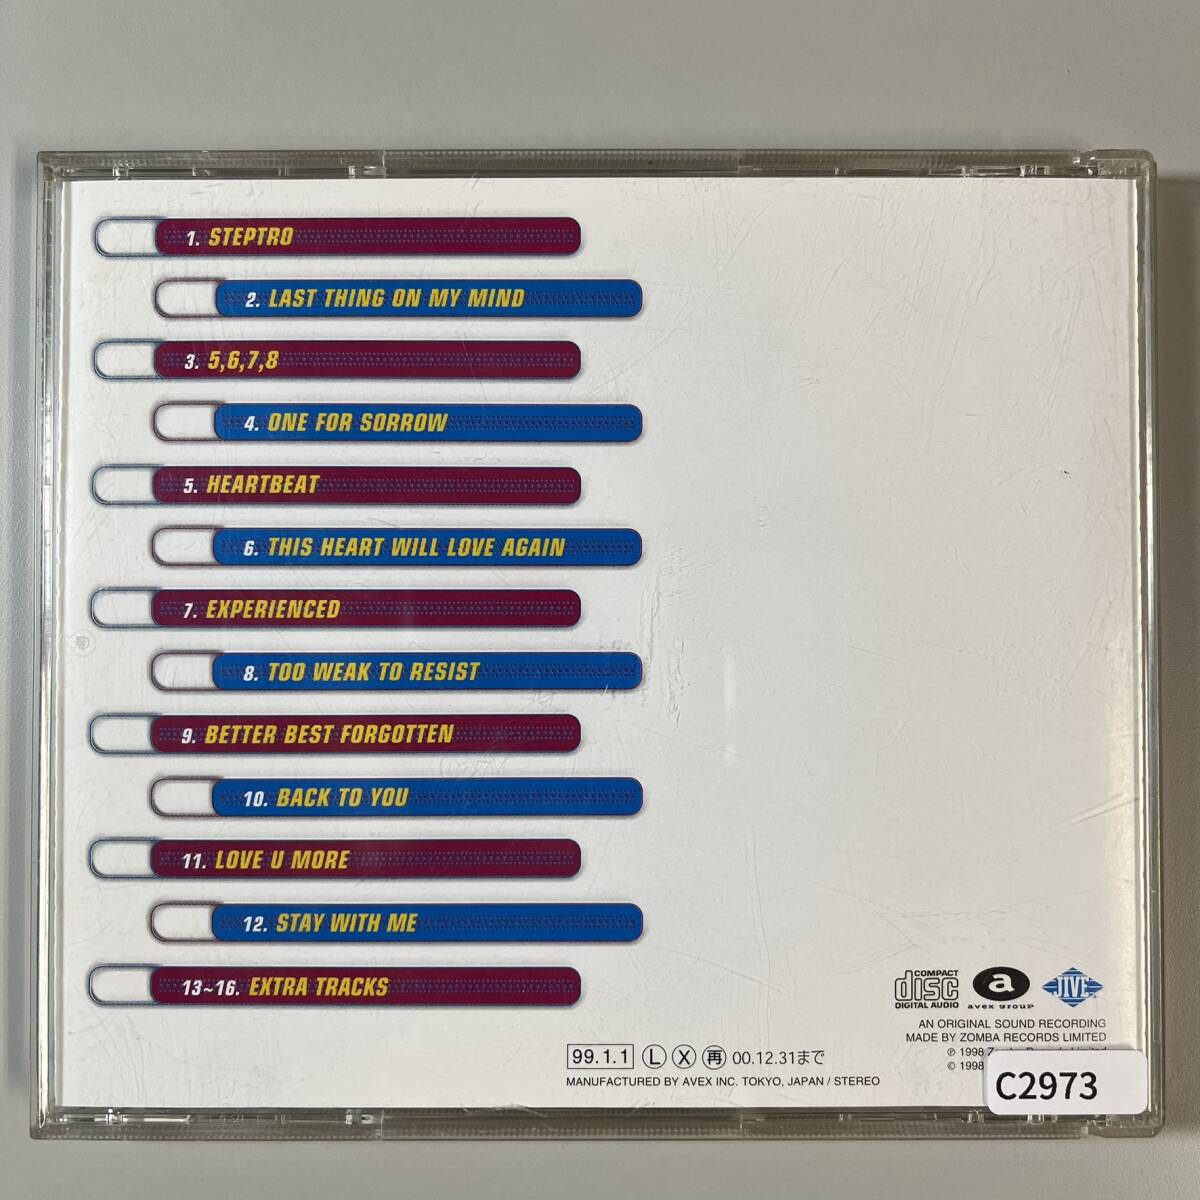 1. STEPTRO
2. LAST THING ON MY MIND
3. 5,6,7,8
4. ONE FOR SORROW
5. HEARTBEAT
6. THIS HEART WILL LOVE AGAIN
7. EXPERIENCED
8. TOO WEAK TO RESIST
9. BETTER BEST FORGOTTEN
10. BACK TO YOU
11. LOVE U MORE
12. STAY WITH ME
13~16. EXTRA TRACKS
COMPACT disc DIGITAL AUDIO
a avex group
JIVE
AN ORIGINAL SOUND RECORDING
MADE BY ZOMBA RECORDS LIMITED
℗ 1998
© 1998
99.1.1 Ⓛ Ⓧ ㊢ 00.12.31まで
MANUFACTURED BY AVEX INC. TOKYO, JAPAN / STEREO
C2973